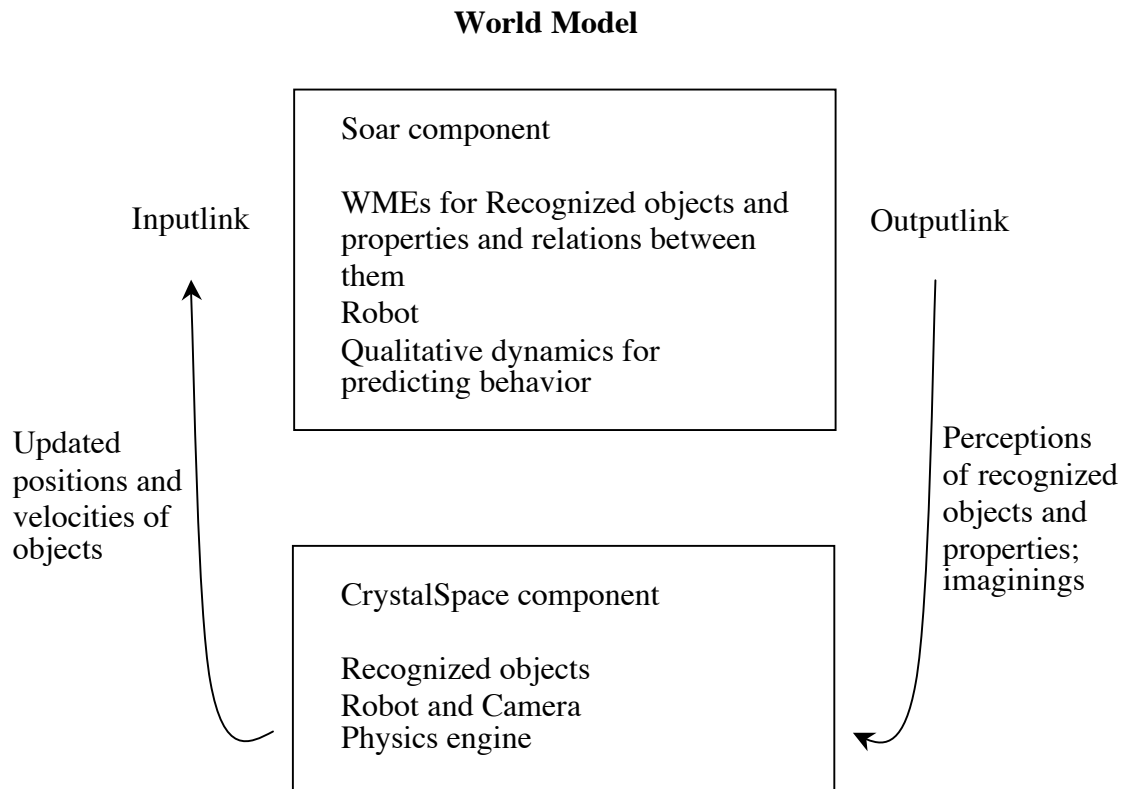 World Model
Soar component
WMEs for Recognized objects and
properties and relations between
them
Robot
Qualitative dynamics for
predicting behavior
Inputlink
Outputlink
Updated
positions and
velocities of
objects
Perceptions
of recognized
objects and
properties;
imaginings
CrystalSpace component
Recognized objects
Robot and Camera
Physics engine